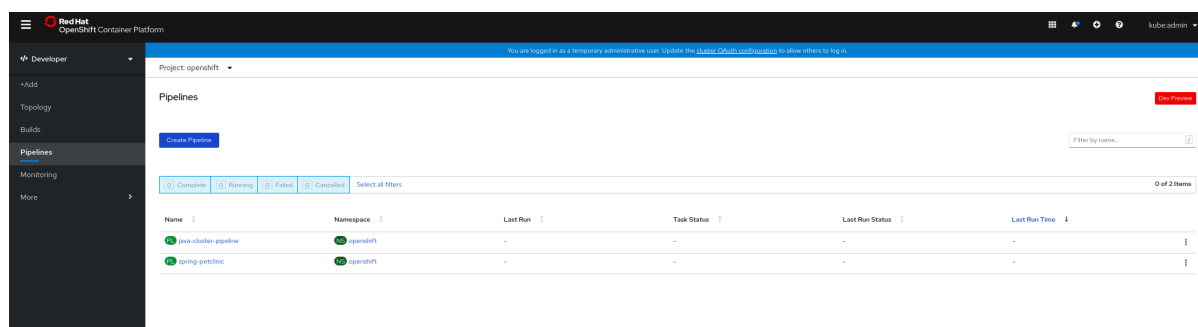 Red Hat
OpenShift Container Platform
kube:admin
You are logged in as a temporary administrative user. Update the cluster OAuth configuration to allow others to log in.
Developer
Project: openshift
+Add
Topology
Builds
Pipelines
Monitoring
More
Pipelines
Dev Preview
Create Pipeline
Filter by name...
/
0 Complete 0 Running 0 Failed 0 Cancelled Select all filters
0 of 2 Items
Name Namespace Last Run Task Status Last Run Status Last Run Time
PL java-cluster-pipeline NS openshift - - - -
PL spring-petclinic NS openshift - - - -